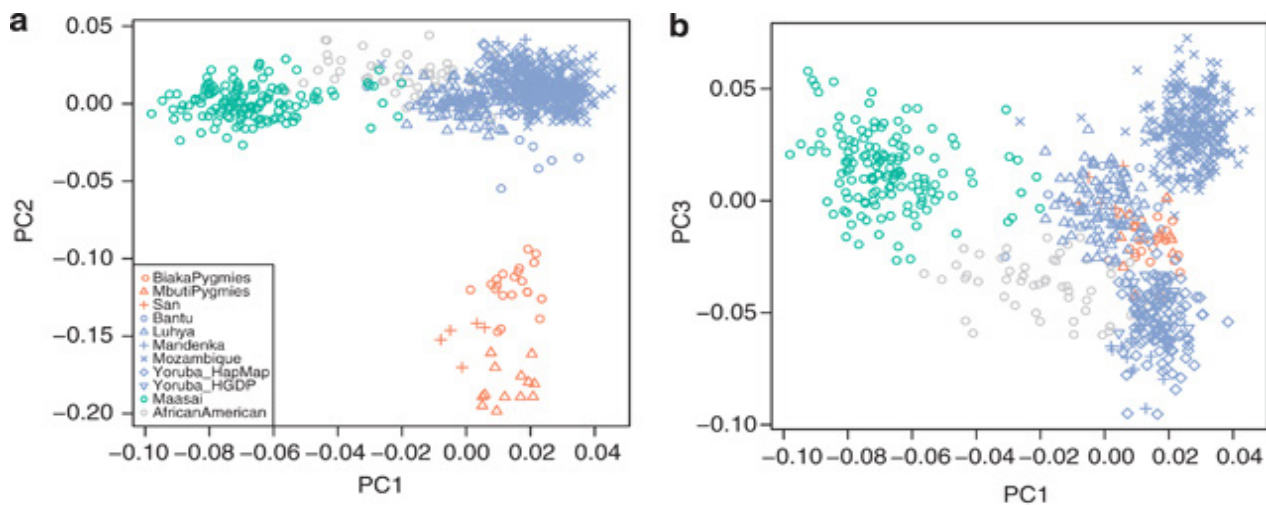 a
0.05
0.00
−0.05
−0.10
−0.15
−0.20
PC2
BiakaPygmies
MbutiPygmies
San
Bantu
Luhya
Mandenka
Mozambique
Yoruba_HapMap
Yoruba_HGDP
Maasai
AfricanAmerican
−0.10 −0.08 −0.06 −0.04 −0.02 0.00 0.02 0.04
PC1
b
0.05
0.00
−0.05
−0.10
PC3
−0.10 −0.08 −0.06 −0.04 −0.02 0.00 0.02 0.04
PC1